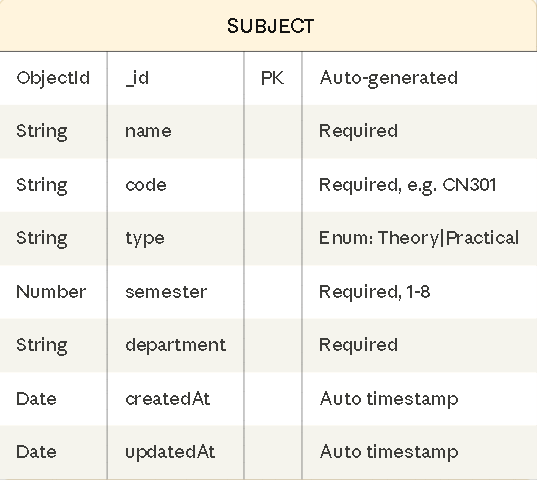 SUBJECT
ObjectId _id PK Auto-generated
String name Required
String code Required, e.g. CN301
String type Enum: Theory|Practical
Number semester Required, 1-8
String department Required
Date createdAt Auto timestamp
Date updatedAt Auto timestamp